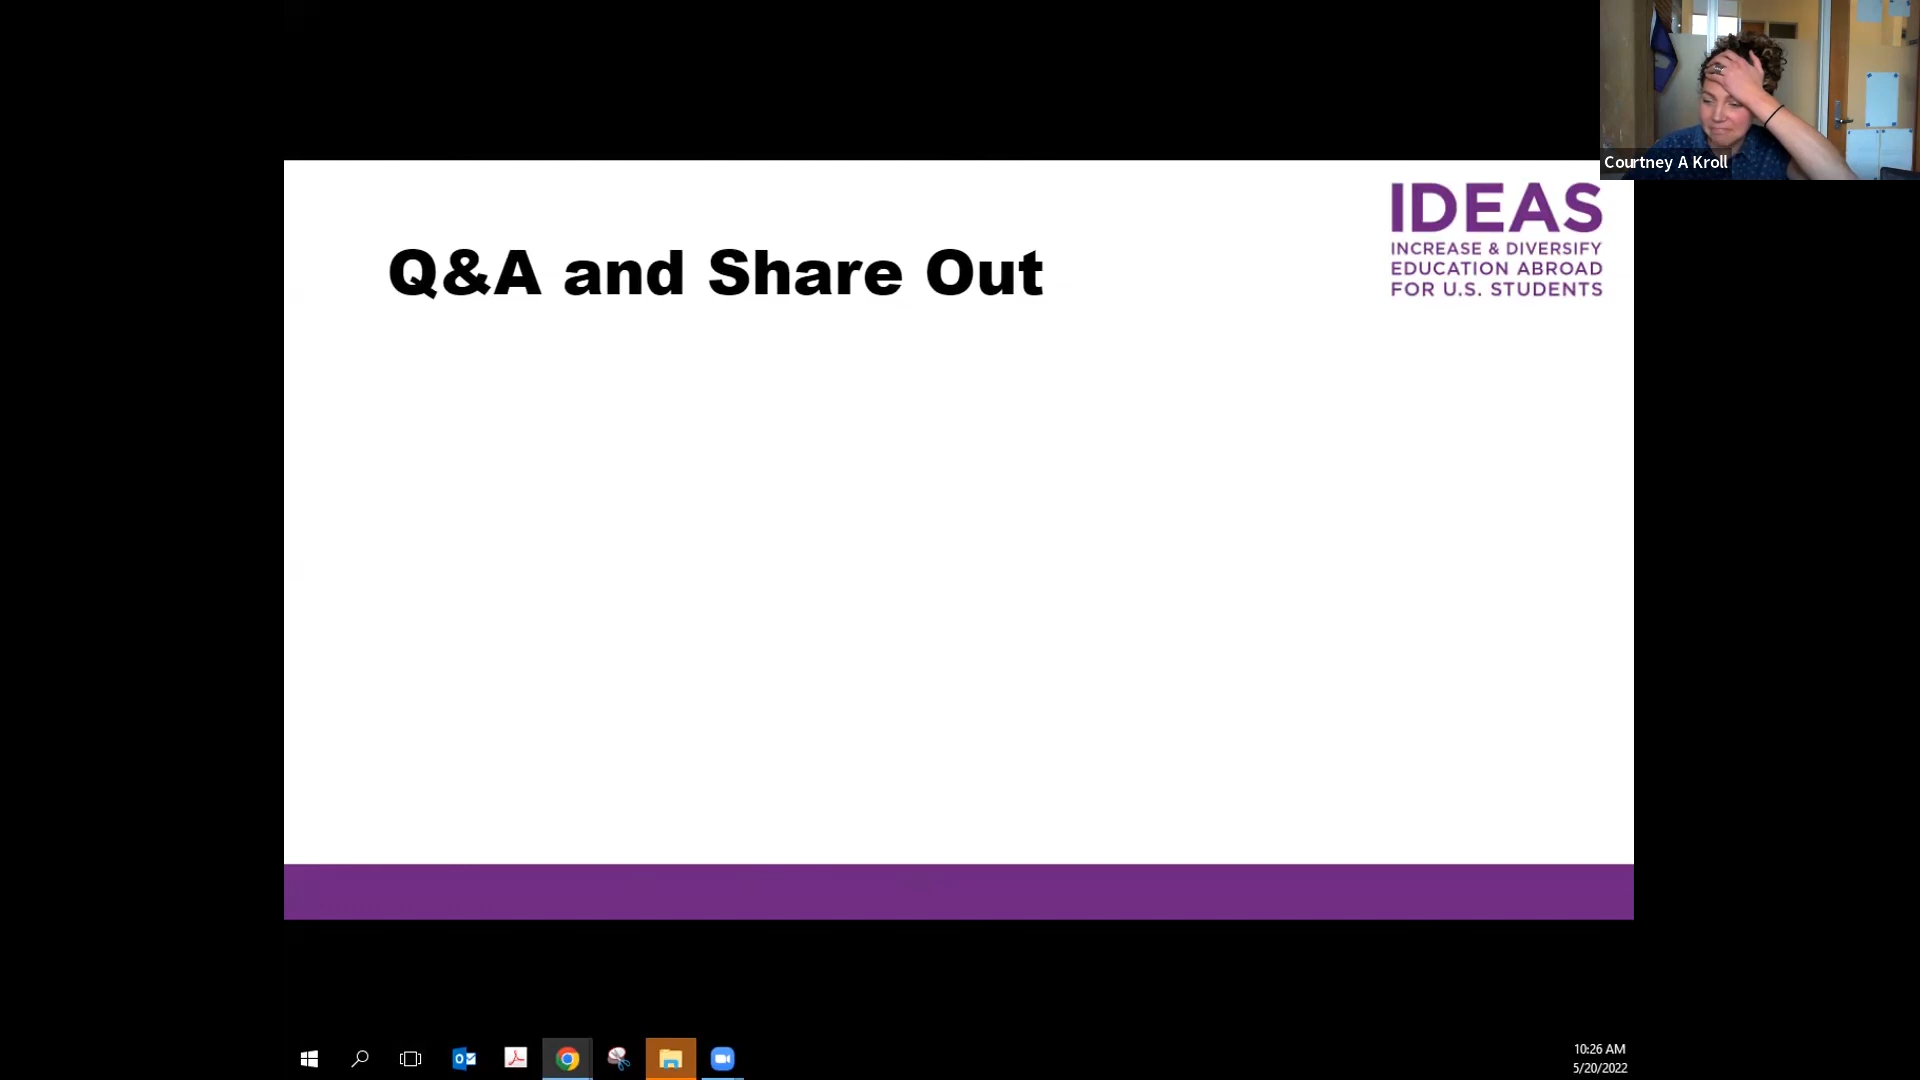 Courtney A Kroll
IDEAS
INCREASE & DIVERSIFY
EDUCATION ABROAD
FOR U.S. STUDENTS
Q&A and Share Out
10:26 AM
5/20/2022